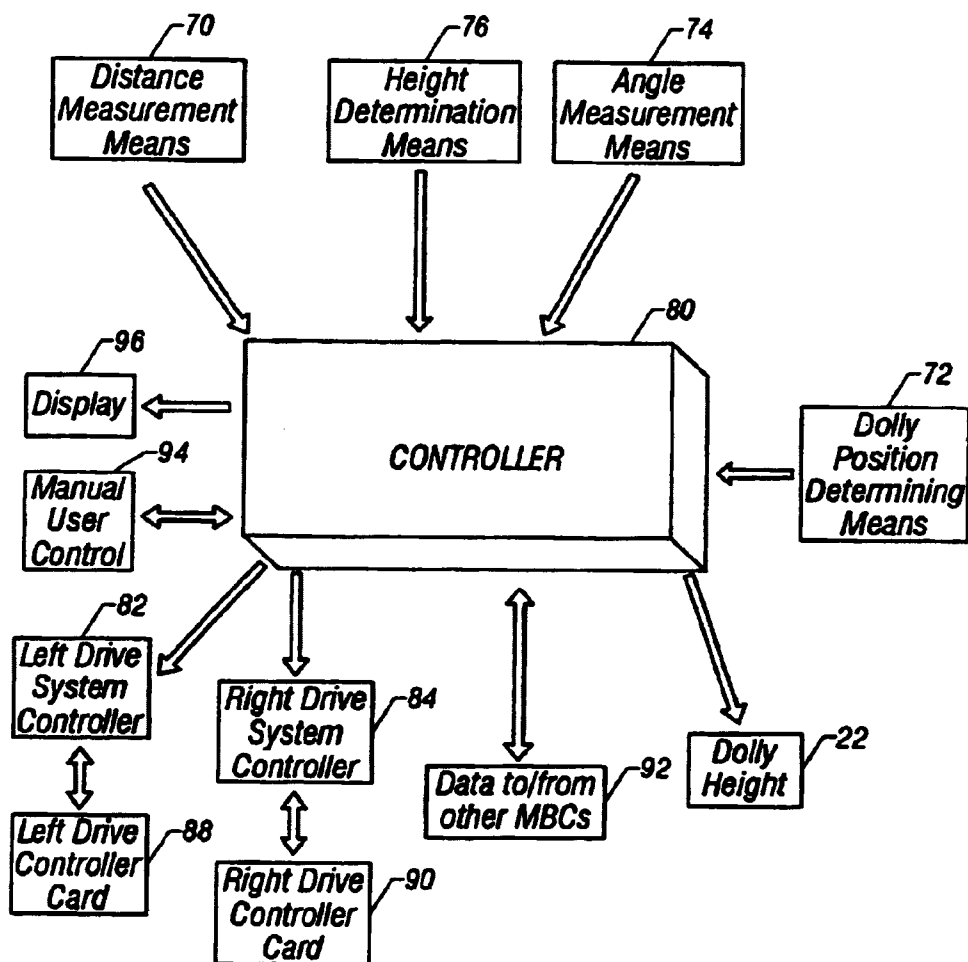 70
76
74
Distance
Measurement
Means
Height
Determination
Means
Angle
Measurement
Means
80
96
Display
72
Dolly
Position
Determining
Means
CONTROLLER
94
Manual
User
Control
82
Left Drive
System
Controller
84
Right Drive
System
Controller
22
Dolly
Height
92
Data to/from
other MBCs
88
Left Drive
Controller
Card
90
Right Drive
Controller
Card